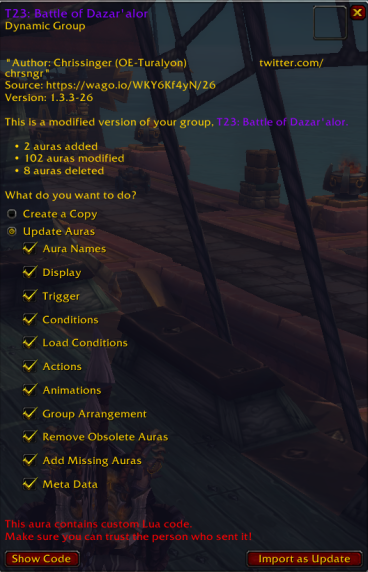 T23: Battle of Dazar'alor
Dynamic Group
"Author: Chrissinger (OE-Turalyon) twitter.com/
chrsngr"
Source: https://wago.io/WKY6Kf4yN/26
Version: 1.3.3-26
This is a modified version of your group, T23: Battle of Dazar'alor.
• 2 auras added
• 102 auras modified
• 8 auras deleted
What do you want to do?
Create a Copy
Update Auras
Aura Names
Display
Trigger
Conditions
Load Conditions
Actions
Animations
Group Arrangement
Remove Obsolete Auras
Add Missing Auras
Meta Data
This aura contains custom Lua code.
Make sure you can trust the person who sent it!
Show Code Import as Update